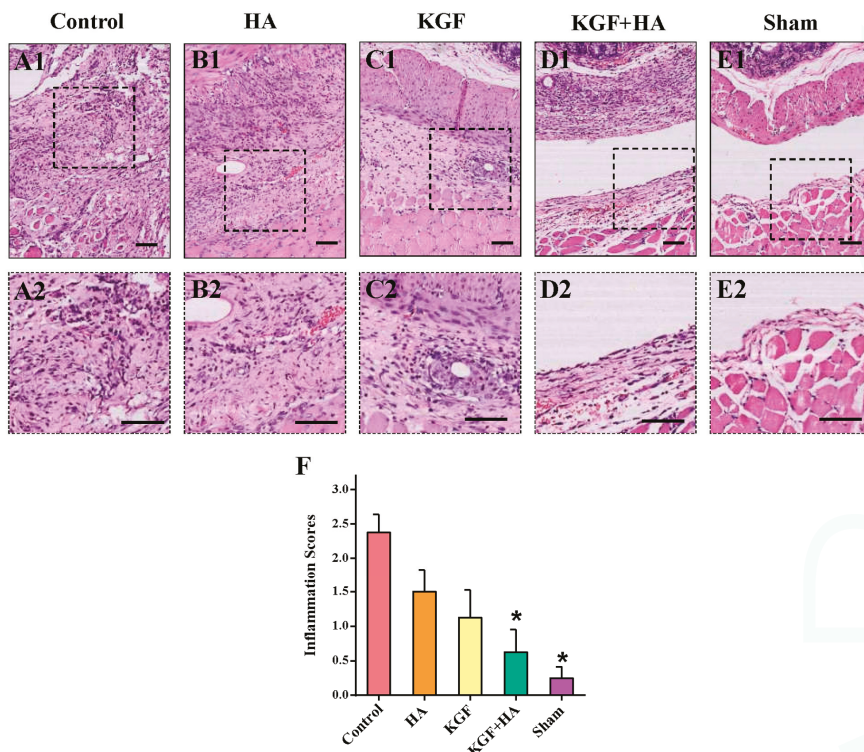 Control HA KGF KGF+HA Sham
A1 B1 C1 D1 E1
A2 B2 C2 D2 E2
F
3.0
2.5
2.0
1.5
1.0
0.5
0.0
Inflammation Scores
* *
Control HA KGF KGF+HA Sham